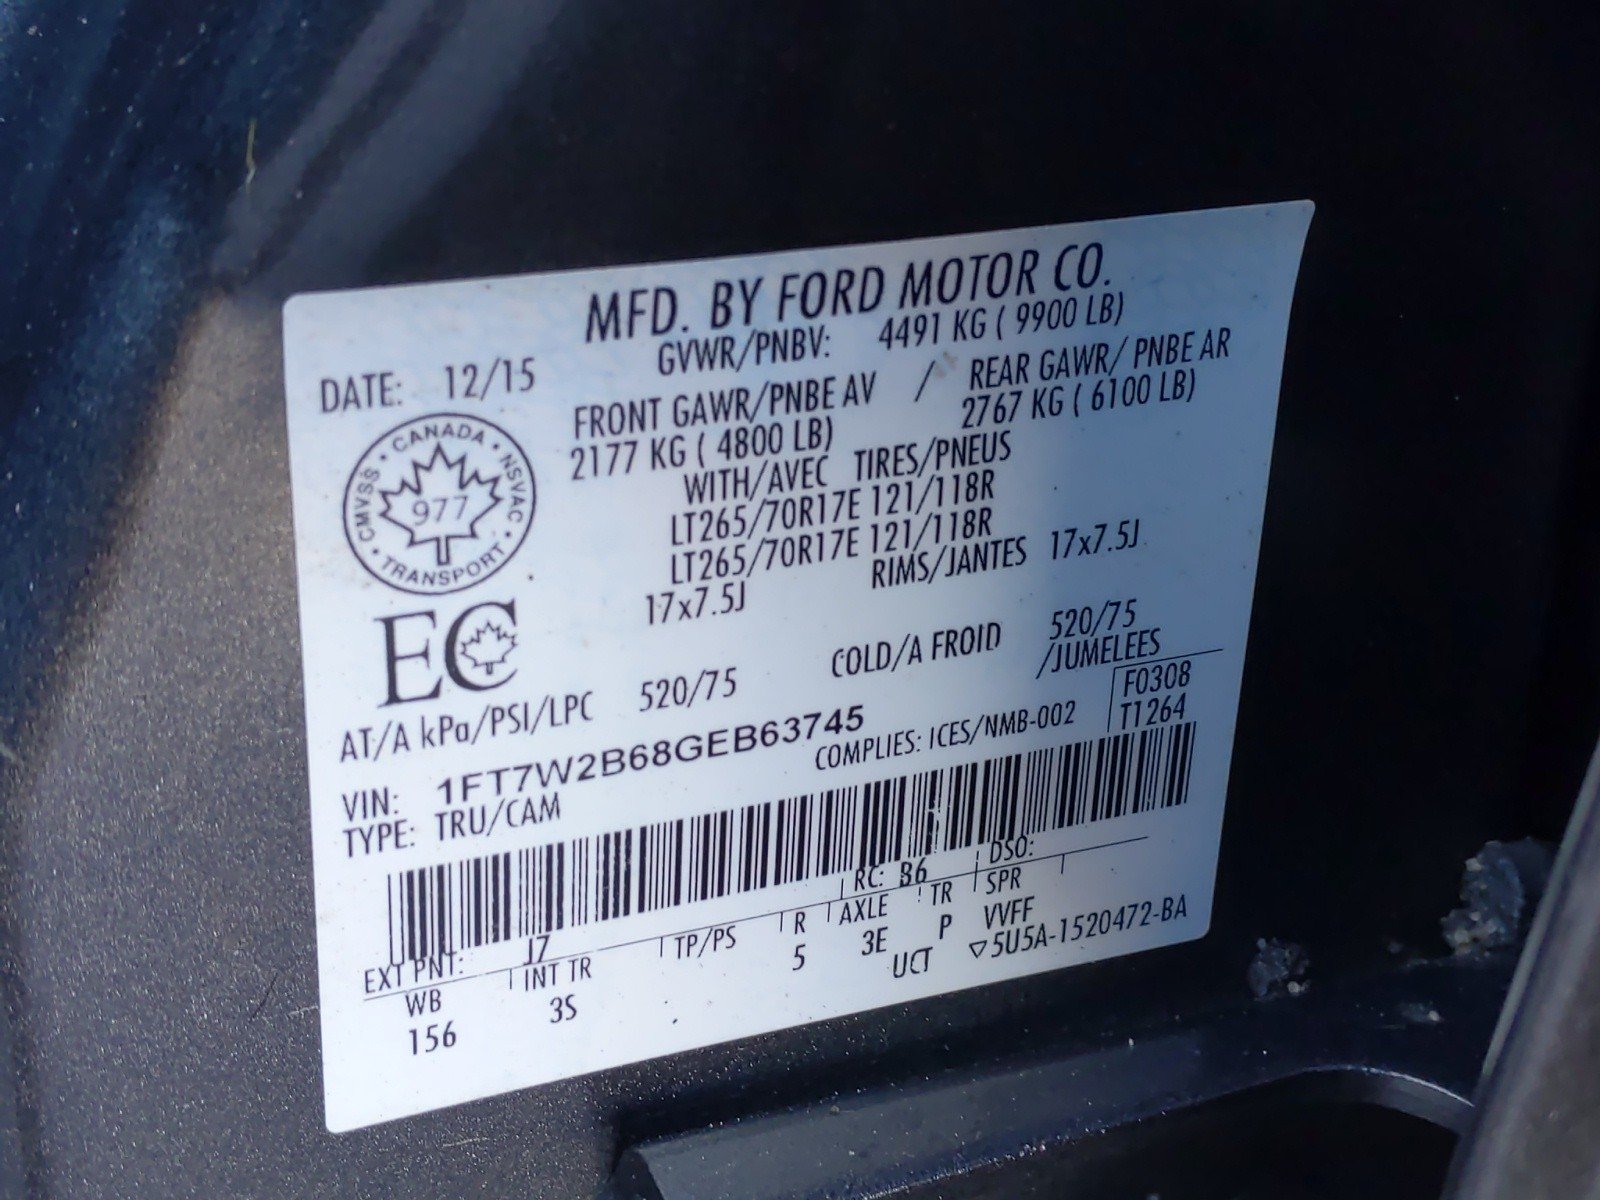 MFD. BY FORD MOTOR CO.
DATE: 12/15
GVWR/PNBV: 4491 KG ( 9900 LB)
FRONT GAWR/PNBE AV / REAR GAWR/ PNBE AR
2177 KG ( 4800 LB) 2767 KG ( 6100 LB)
WITH/AVEC TIRES/PNEUS
LT265/70R17E 121/118R
LT265/70R17E 121/118R
17x7.5J RIMS/JANTES 17x7.5J
CMVSS • CANADA • NSVAC • TRANSPORT •
977
EC
AT/A kPa/PSI/LPC 520/75 COLD/A FROID 520/75
/JUMELEES
VIN: 1FT7W2B68GEB63745
COMPLIES: ICES/NMB-002
F0308
T1264
TYPE: TRU/CAM
EXT PNT: J7 RC: B6 DSO:
WB INT TR TP/PS R AXLE TR SPR
156 3S 5 3E P VVFF
UCT ▽5U5A-1520472-BA